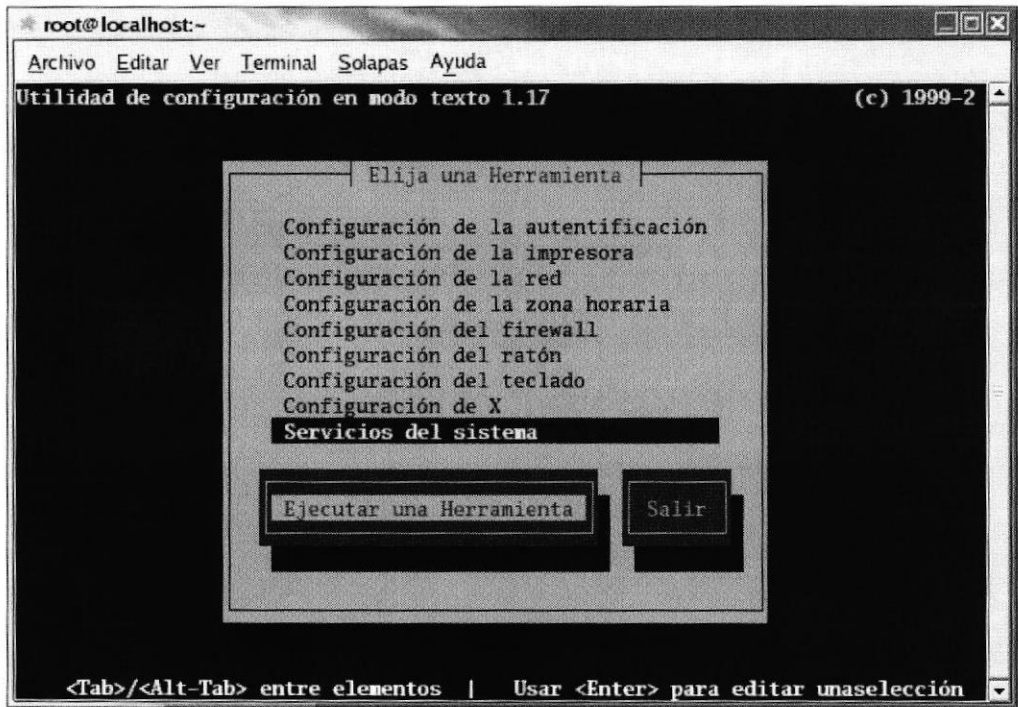 root@localhost:~
Archivo Editar Ver Terminal Solapas Ayuda
Utilidad de configuración en modo texto 1.17 (c) 1999-2
Elija una Herramienta
Configuración de la autentificación
Configuración de la impresora
Configuración de la red
Configuración de la zona horaria
Configuración del firewall
Configuración del ratón
Configuración del teclado
Configuración de X
Servicios del sistema
Ejecutar una Herramienta Salir
<Tab>/<Alt-Tab> entre elementos | Usar <Enter> para editar unaselección